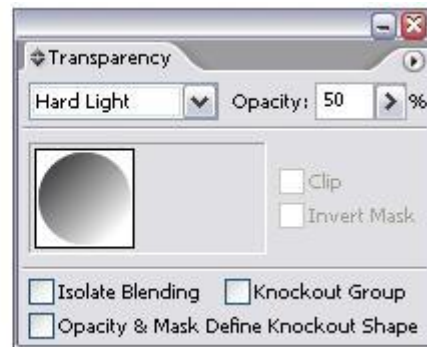 Transparency
Hard Light Opacity: 50 %
Clip
Invert Mask
Isolate Blending Knockout Group
Opacity & Mask Define Knockout Shape